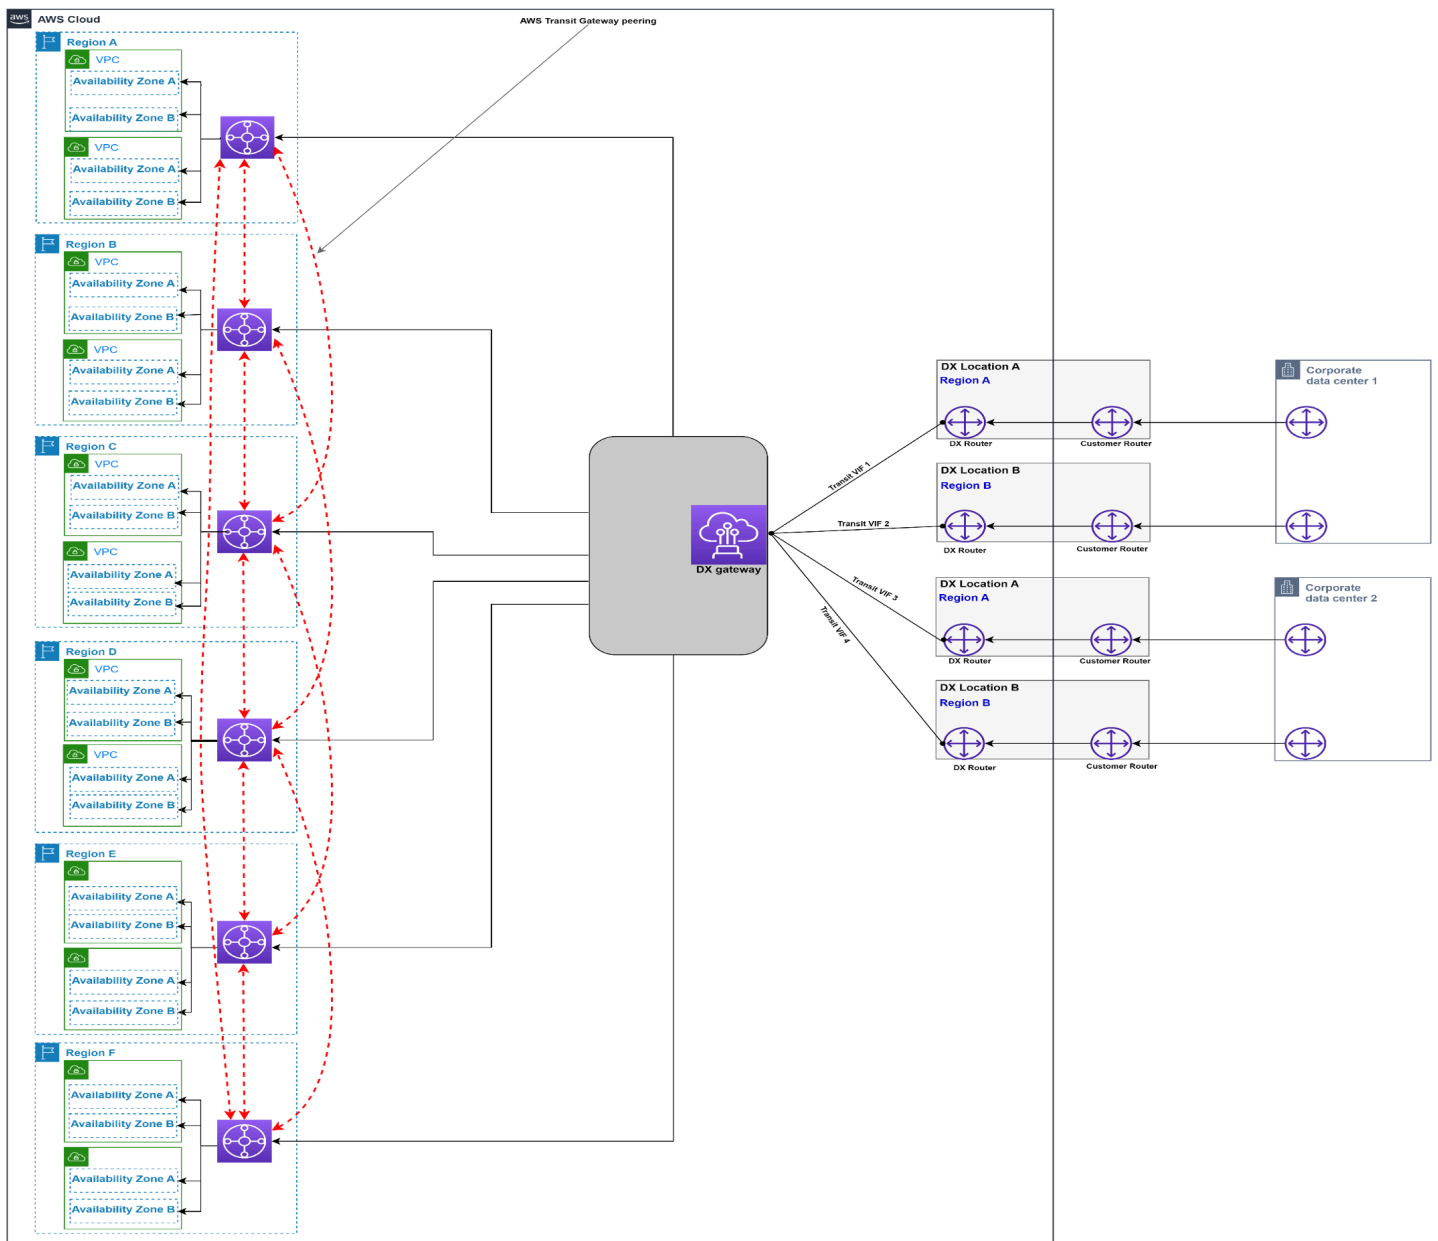 aws
AWS Cloud
AWS Transit Gateway peering
Region A
VPC
Availability Zone A
Availability Zone B
VPC
Availability Zone A
Availability Zone B
Region B
VPC
Availability Zone A
Availability Zone B
VPC
Availability Zone A
Availability Zone B
Region C
VPC
Availability Zone A
Availability Zone B
VPC
Availability Zone A
Availability Zone B
Region D
VPC
Availability Zone A
Availability Zone B
VPC
Availability Zone A
Availability Zone B
Region E
Availability Zone A
Availability Zone B
Availability Zone A
Availability Zone B
Region F
Availability Zone A
Availability Zone B
Availability Zone A
Availability Zone B
DX gateway
Transit VIF 1
Transit VIF 2
Transit VIF 3
Transit VIF 4
DX Location A
Region A
DX Router
Customer Router
DX Location B
Region B
DX Router
Customer Router
DX Location A
Region A
DX Router
Customer Router
DX Location B
Region B
DX Router
Customer Router
Corporate
data center 1
Corporate
data center 2